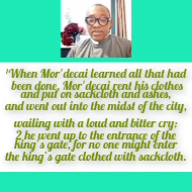 "When Mor`decai learned all that had
been done, Mor`decai rent his clothes
and put on sackcloth and ashes,
and went out into the midst of the city,
wailing with a loud and bitter cry;
2 he went up to the entrance of the
king`s gate, for no one might enter
the king`s gate clothed with sackcloth.